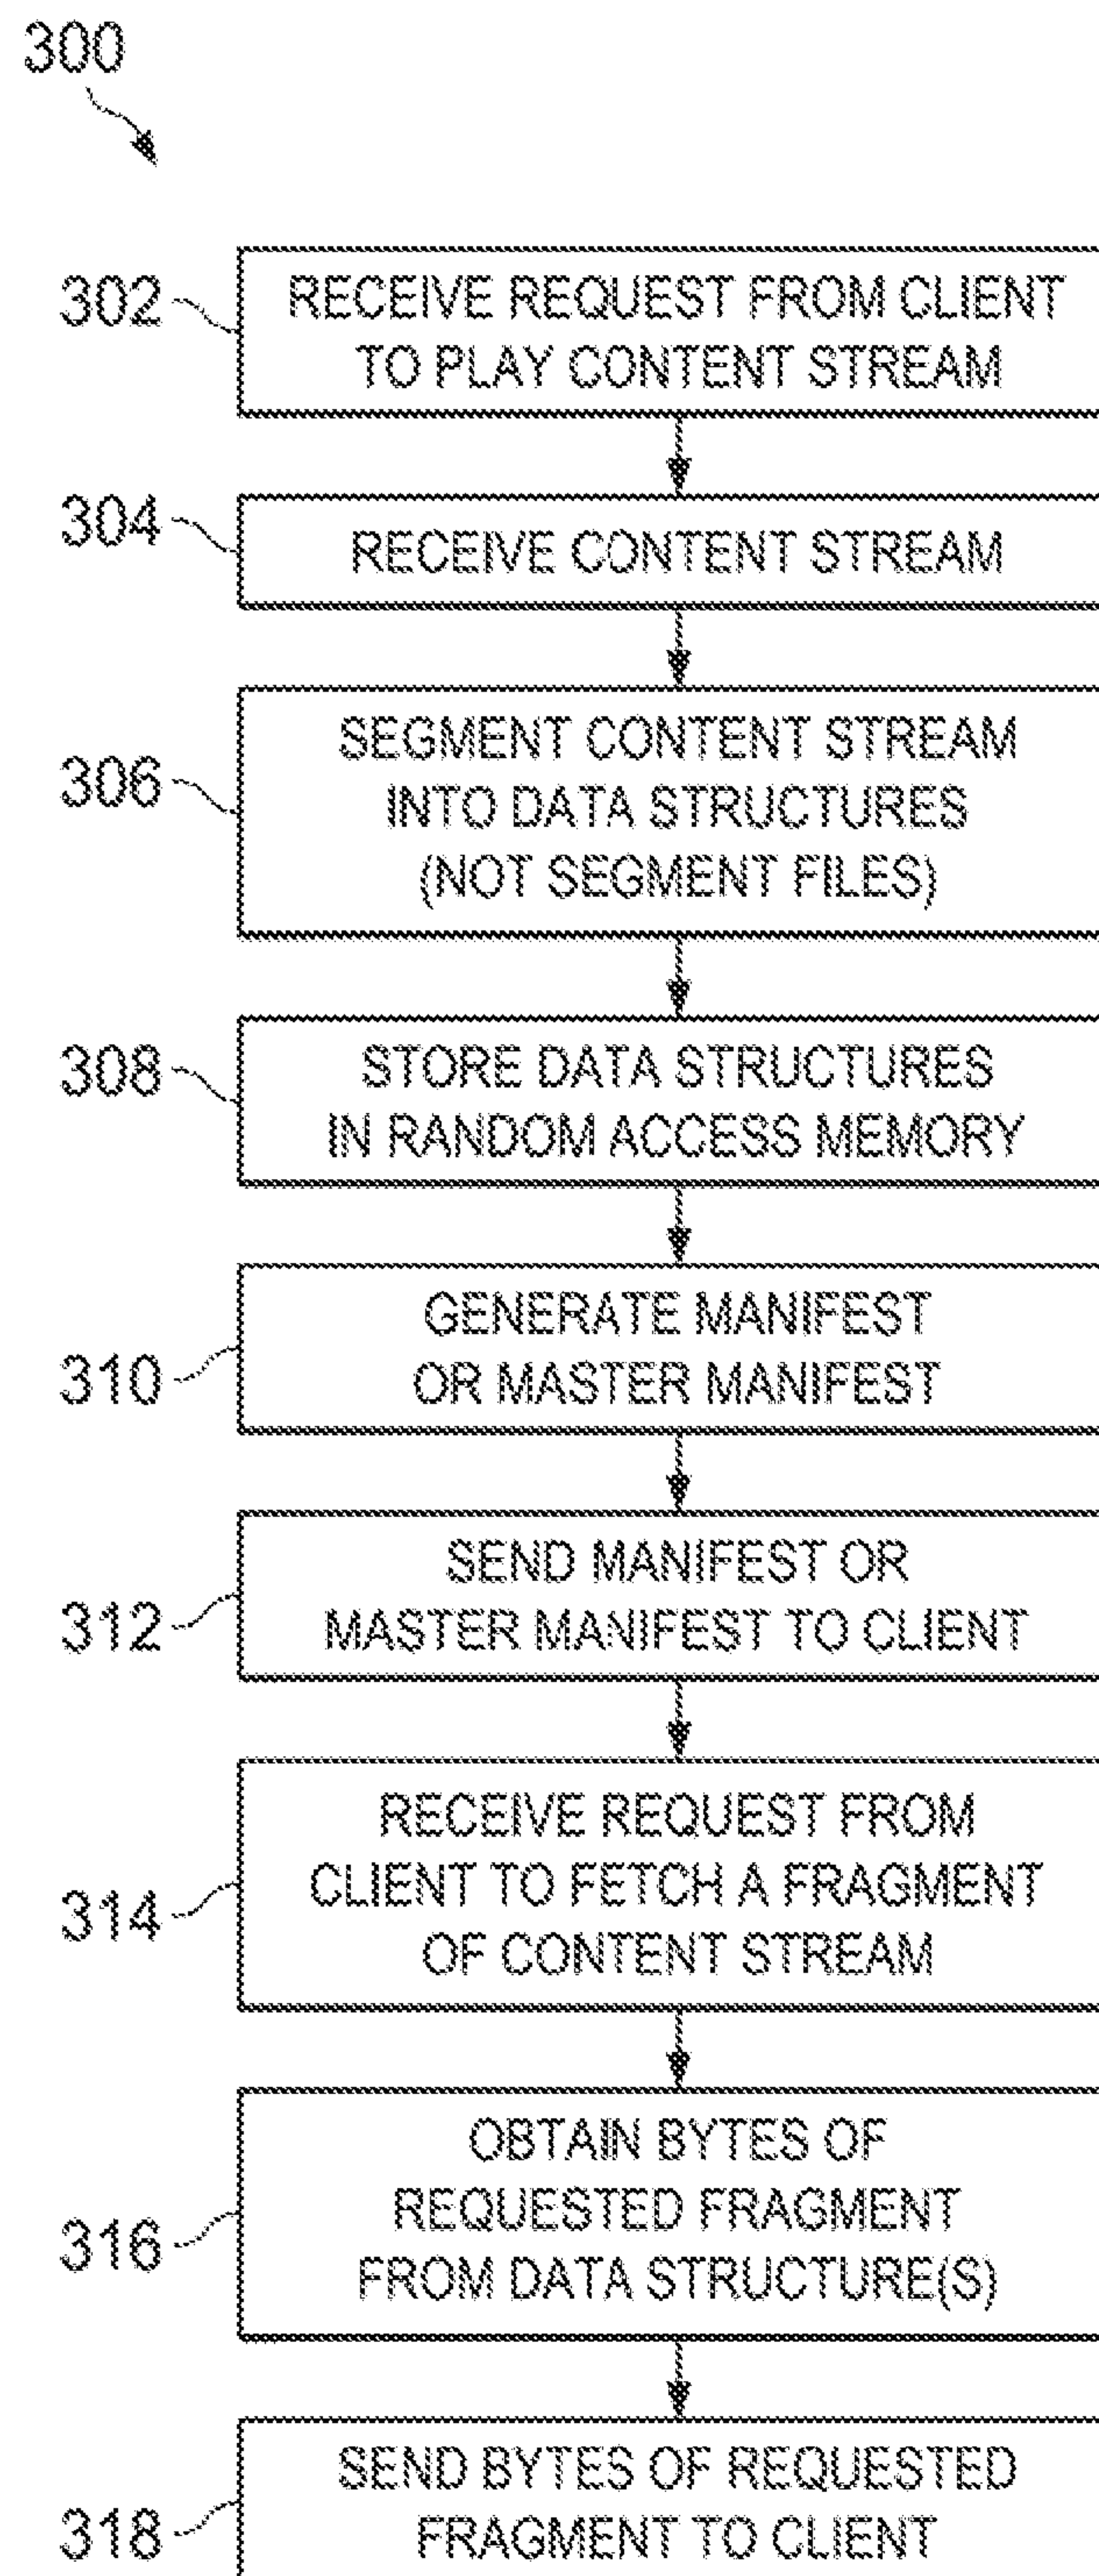 300
302
RECEIVE REQUEST FROM CLIENT
TO PLAY CONTENT STREAM
304
RECEIVE CONTENT STREAM
306
SEGMENT CONTENT STREAM
INTO DATA STRUCTURES
(NOT SEGMENT FILES)
308
STORE DATA STRUCTURES
IN RANDOM ACCESS MEMORY
310
GENERATE MANIFEST
OR MASTER MANIFEST
312
SEND MANIFEST OR
MASTER MANIFEST TO CLIENT
314
RECEIVE REQUEST FROM
CLIENT TO FETCH A FRAGMENT
OF CONTENT STREAM
316
OBTAIN BYTES OF
REQUESTED FRAGMENT
FROM DATA STRUCTURE(S)
318
SEND BYTES OF REQUESTED
FRAGMENT TO CLIENT